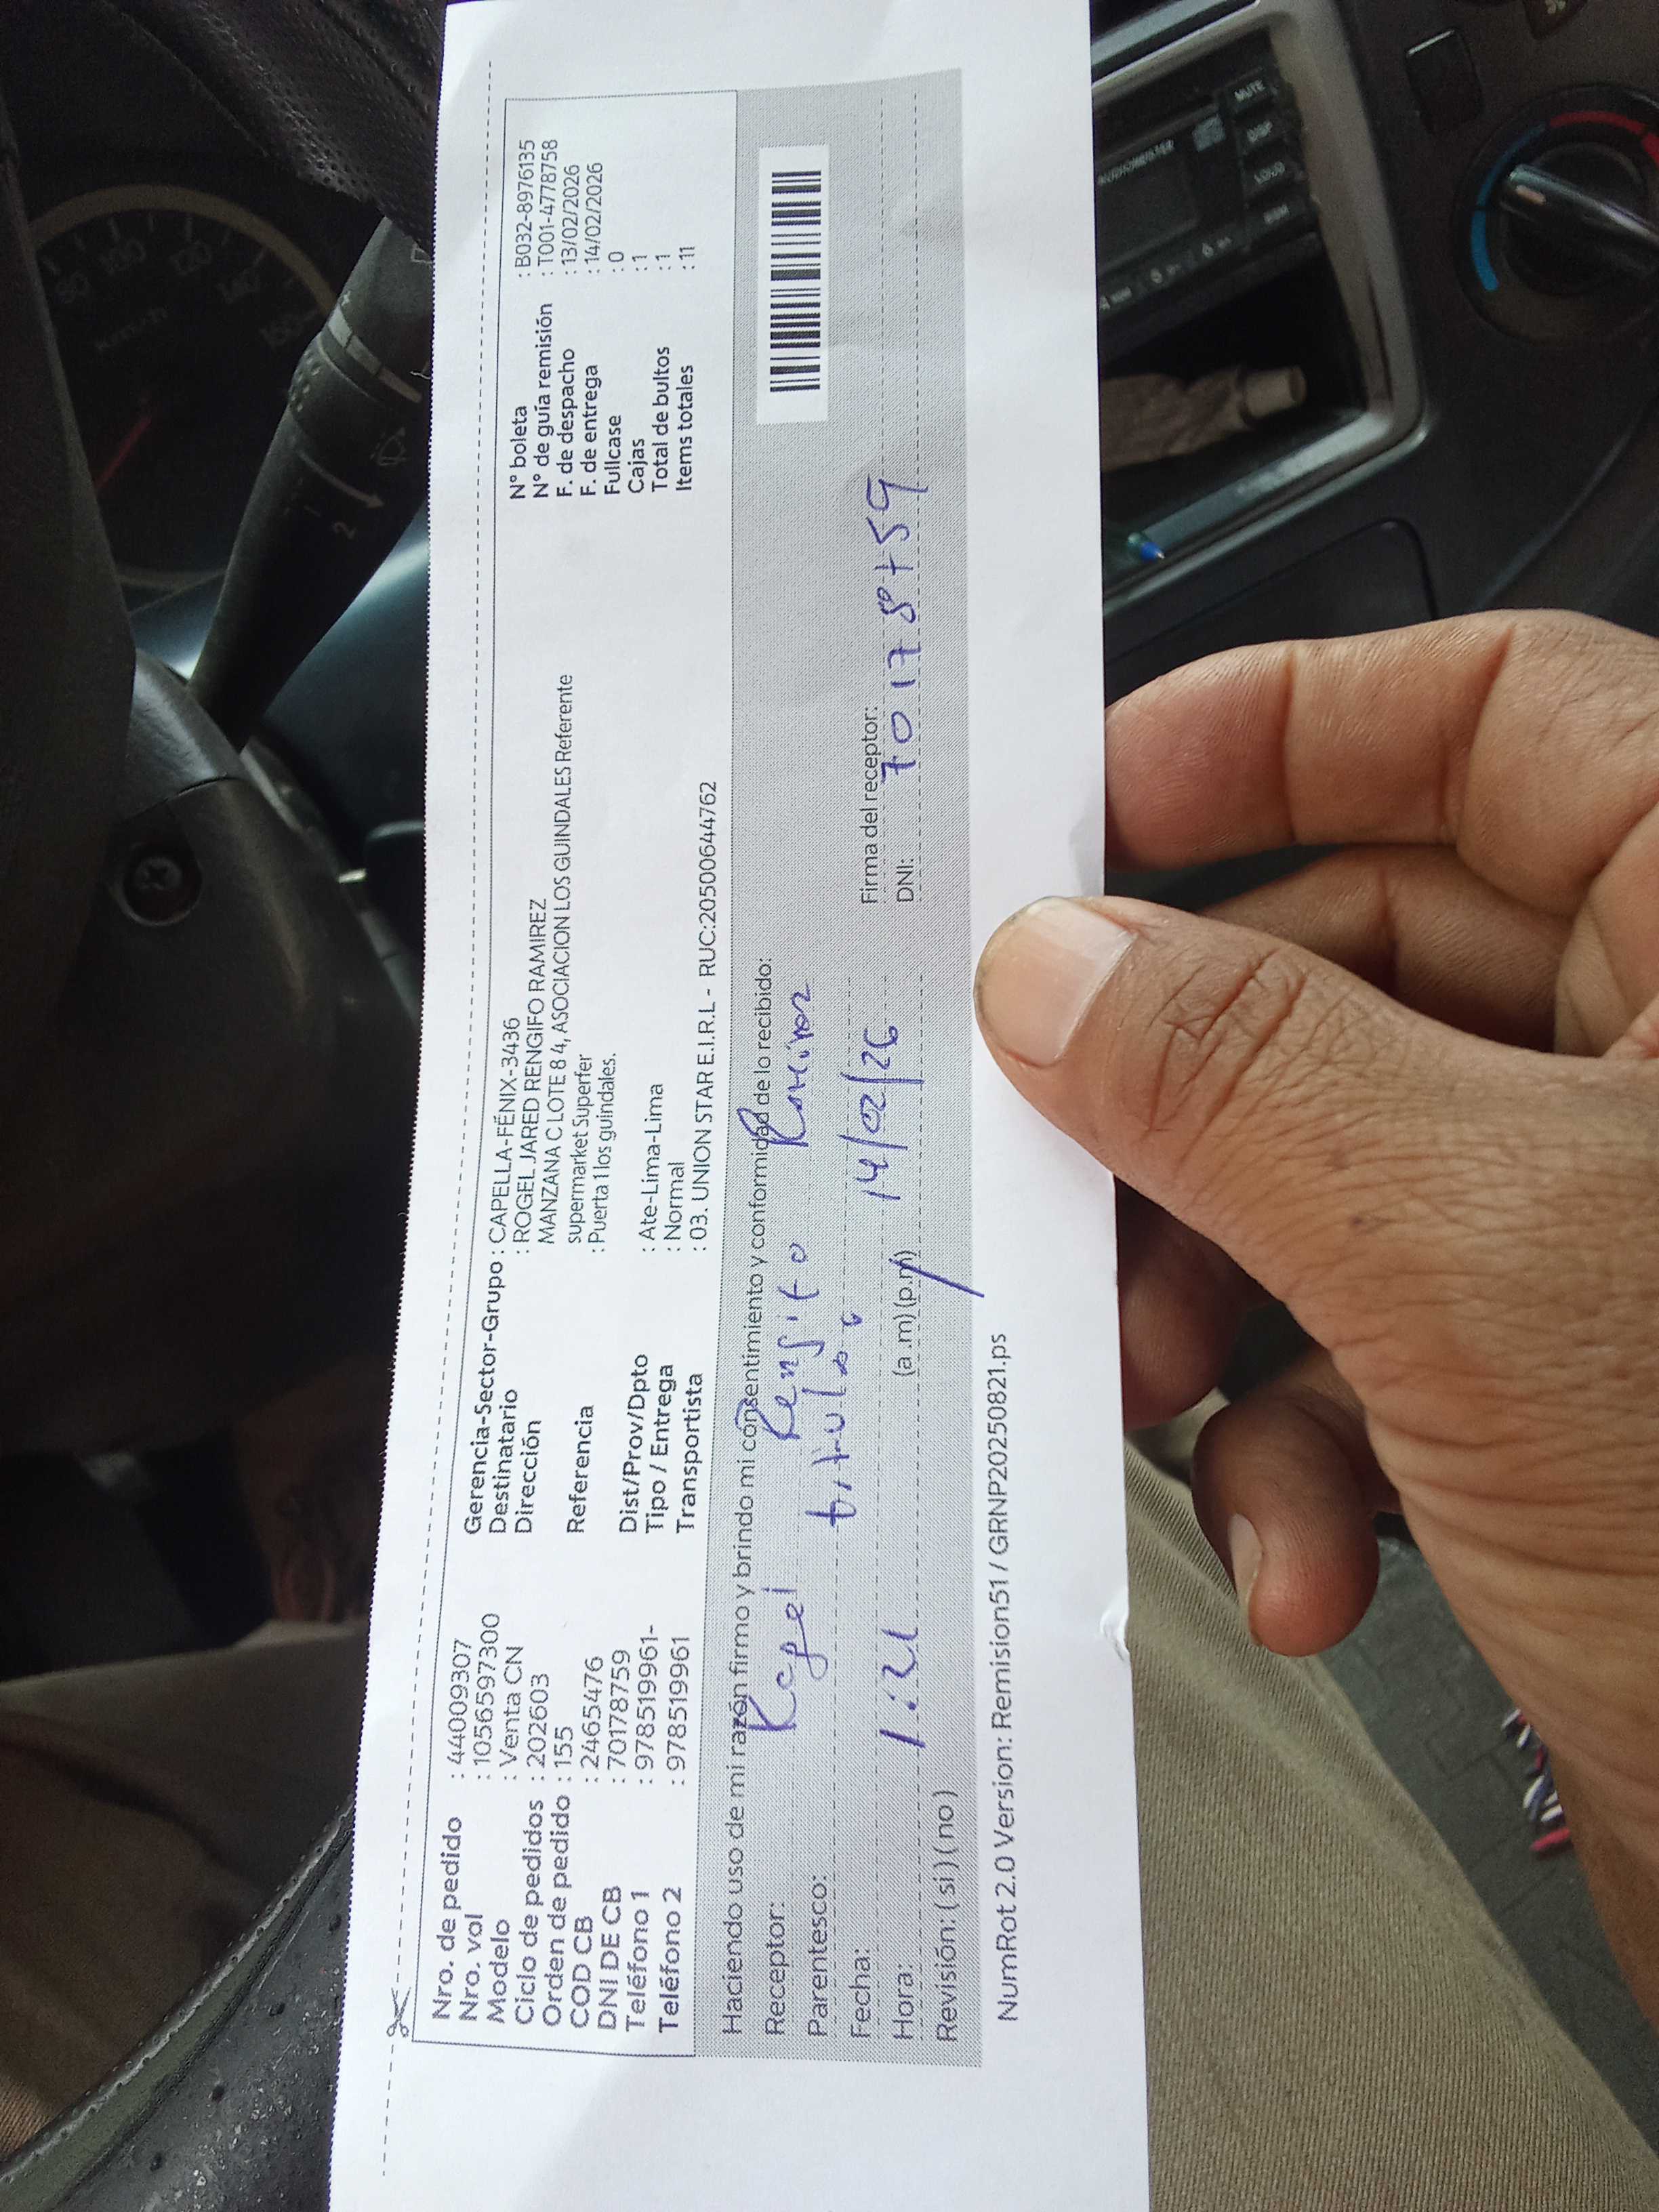 Nro. de pedido : 44009307
Nro. vol : 1056597300
Modelo : Venta CN
Ciclo de pedidos : 202603
Orden de pedido : 155
COD CB : 2465476
DNI DE CB : 70178759
Teléfono 1 : 978519961-
Teléfono 2 : 978519961
Gerencia-Sector-Grupo : CAPELLA-FÉNIX-3436
Destinatario : ROGEL JARED RENGIFO RAMIREZ
Dirección MANZANA C LOTE 8 4, ASOCIACION LOS GUINDALES Referente
supermarket Superfer
Referencia : Puerta 1 los guindales.
Dist/Prov/Dpto : Ate-Lima-Lima
Tipo / Entrega : Normal
Transportista : 03. UNION STAR E.I.R.L - RUC:20500644762
N° boleta : B032-8976135
N° de guía remisión : T001-4778758
F. de despacho : 13/02/2026
F. de entrega : 14/02/2026
Fullcase : 0
Cajas : 1
Total de bultos : 1
Items totales : 11
Haciendo uso de mi razón firmo y brindo mi consentimiento y conformidad de lo recibido:
Receptor: Rogel Rengifo Ramirez
Parentesco: titular
Fecha: 14/02/26
Hora: (a .m) (p.m)
Revisión: ( si ) ( no )
Firma del receptor:
DNI: 70178759
NumRot 2.0 Version: Remision51 / GRNP20250821.ps
MUTE
DISP
LOUD
AUDIOMEISTER
2